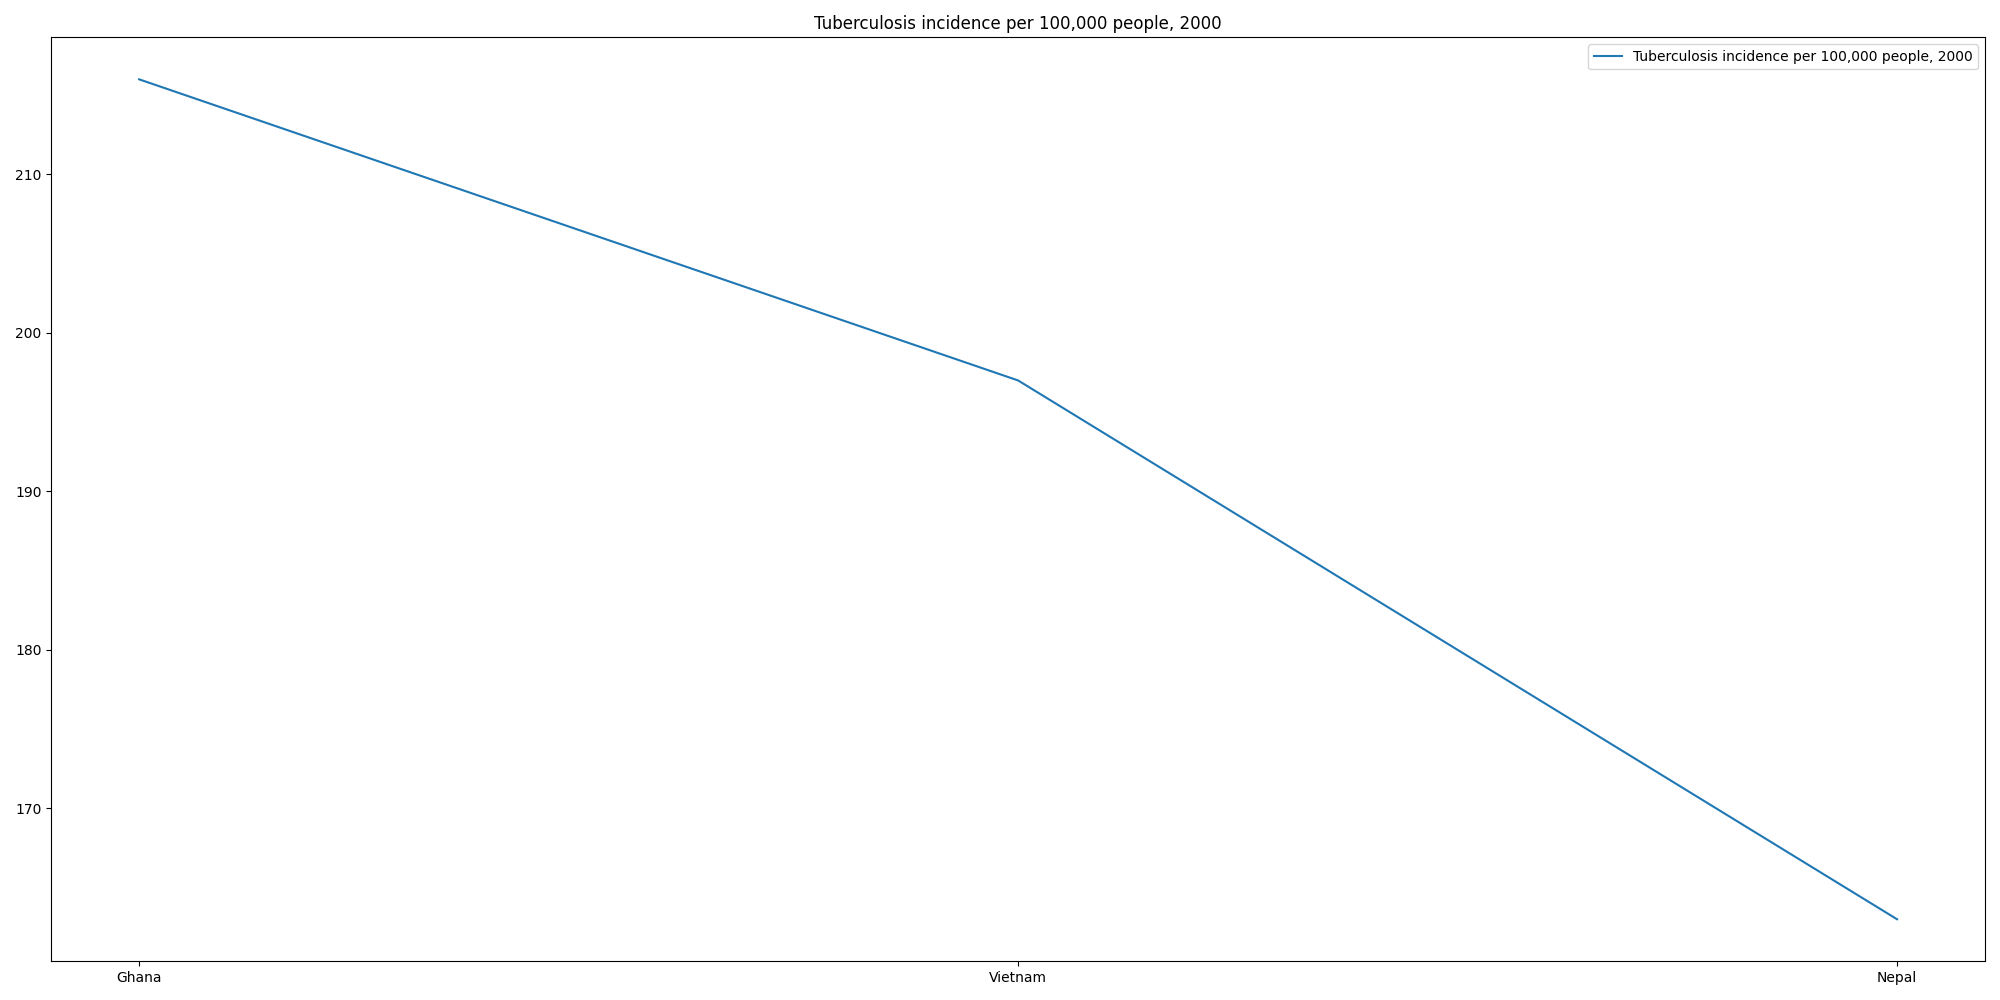 Tuberculosis incidence per 100,000 people, 2000
Tuberculosis incidence per 100,000 people, 2000
210
200
190
180
170
Ghana Vietnam Nepal